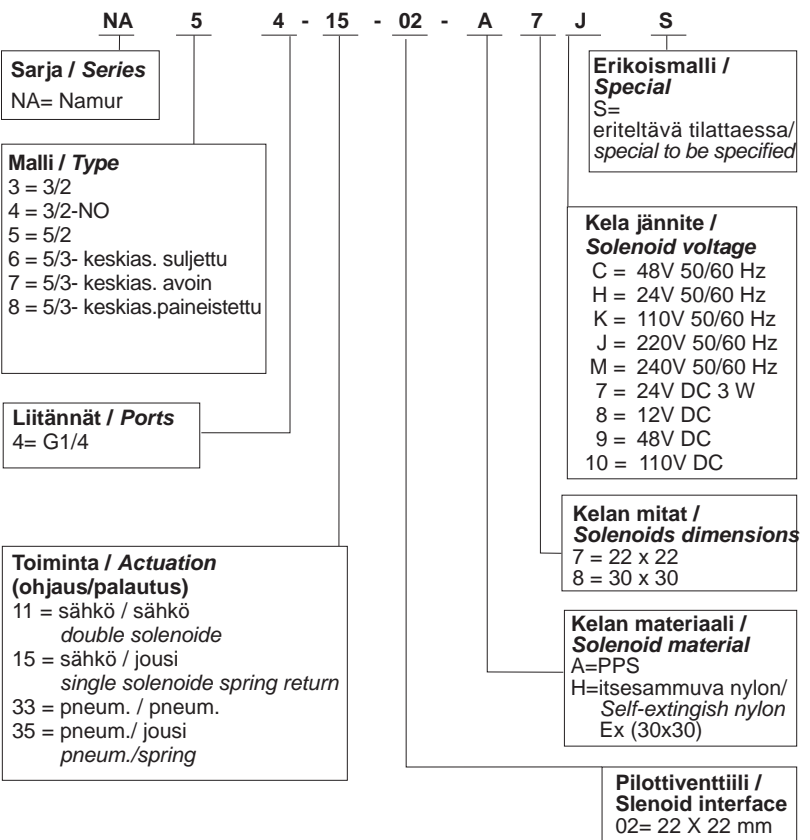 NA 5 4 - 15 - 02 - A 7 J S
Sarja / Series
NA= Namur
Malli / Type
3 = 3/2
4 = 3/2-NO
5 = 5/2
6 = 5/3- keskias. suljettu
7 = 5/3- keskias. avoin
8 = 5/3- keskias.paineistettu
Liitännät / Ports
4= G1/4
Toiminta / Actuation
(ohjaus/palautus)
11 = sähkö / sähkö
double solenoide
15 = sähkö / jousi
single solenoide spring return
33 = pneum. / pneum.
35 = pneum./ jousi
pneum./spring
Erikoismalli /
Special
S=
eriteltävä tilattaessa/
special to be specified
Kela jännite /
Solenoid voltage
C = 48V 50/60 Hz
H = 24V 50/60 Hz
K = 110V 50/60 Hz
J = 220V 50/60 Hz
M = 240V 50/60 Hz
7 = 24V DC 3 W
8 = 12V DC
9 = 48V DC
10 = 110V DC
Kelan mitat /
Solenoids dimensions
7 = 22 x 22
8 = 30 x 30
Kelan materiaali /
Solenoid material
A=PPS
H=itsesammuva nylon/
Self-extingish nylon
Ex (30x30)
Pilottiventtiili /
Slenoid interface
02= 22 X 22 mm